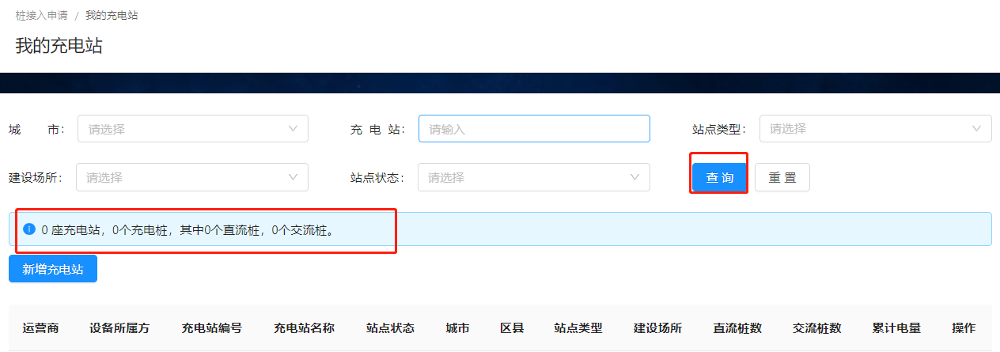 桩接入申请 / 我的充电站
我的充电站
城 市: 请选择 充 电 站: 请输入 站点类型: 请选择
建设场所: 请选择 站点状态: 请选择 查 询 重 置
0 座充电站，0个充电桩，其中0个直流桩，0个交流桩。
新增充电站
运营商 设备所属方 充电站编号 充电站名称 站点状态 城市 区县 站点类型 建设场所 直流桩数 交流桩数 累计电量 操作